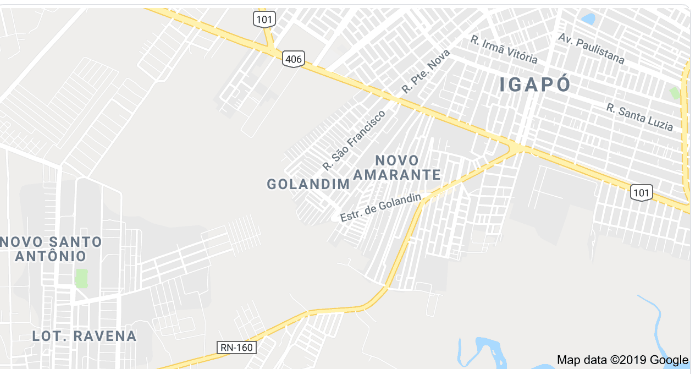 101
406
R. Irmã Vitória
Av. Paulistana
R. Pte. Nova
IGAPÓ
R. Santa Luzia
R. São Francisco
NOVO
AMARANTE
GOLANDIM
101
Estr. de Golandin
NOVO SANTO
ANTÔNIO
LOT. RAVENA
RN-160
Map data ©2019 Google